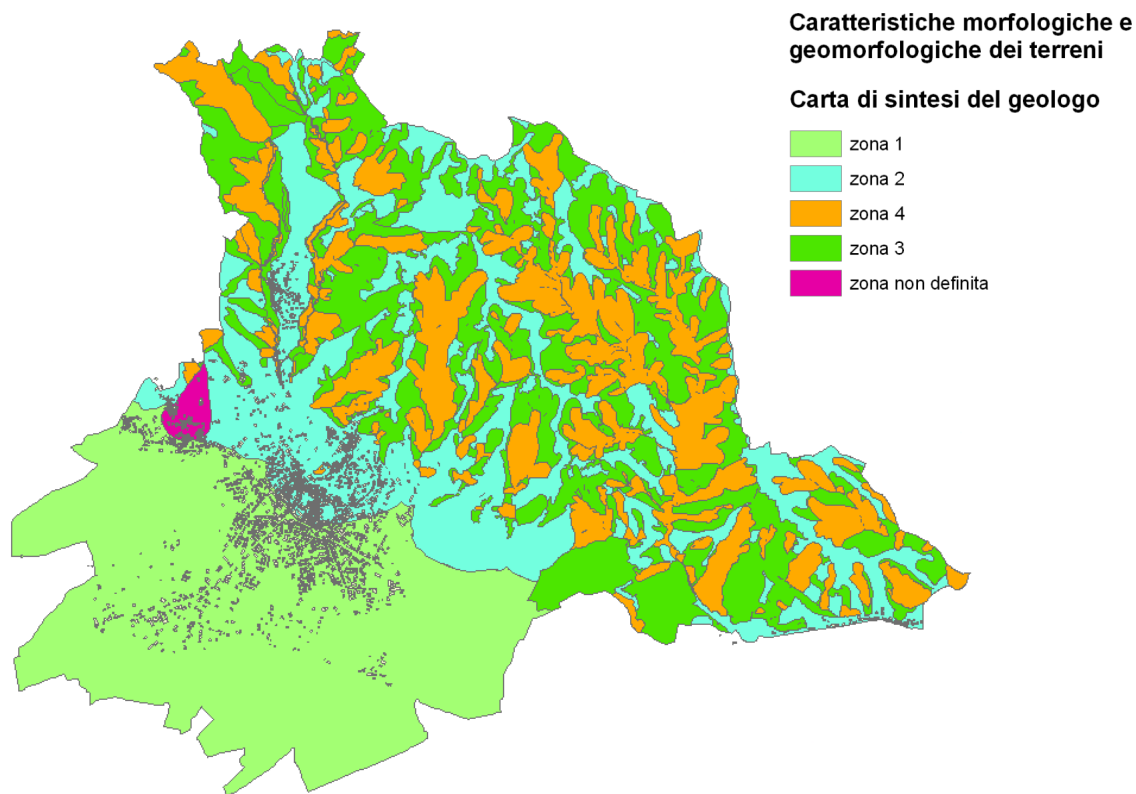 Caratteristiche morfologiche e
geomorfologiche dei terreni
Carta di sintesi del geologo
zona 1
zona 2
zona 4
zona 3
zona non definita